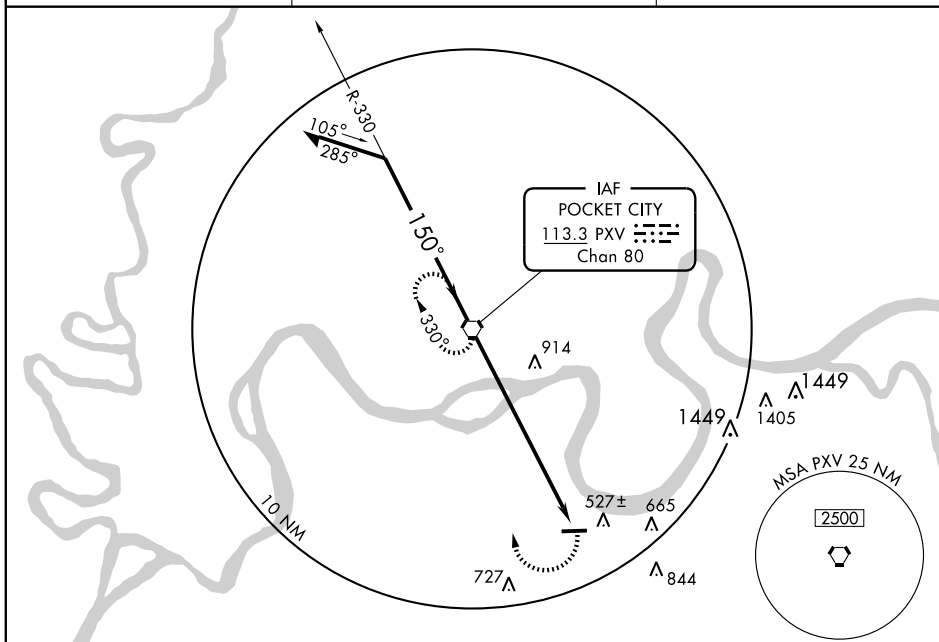 R-330
105°
285°
IAF
POCKET CITY
113.3 PXV
Chan 80
150°
330°
914
1449
1449
1405
MSA PXV 25 NM
2500
10 NM
527±
665
727
844